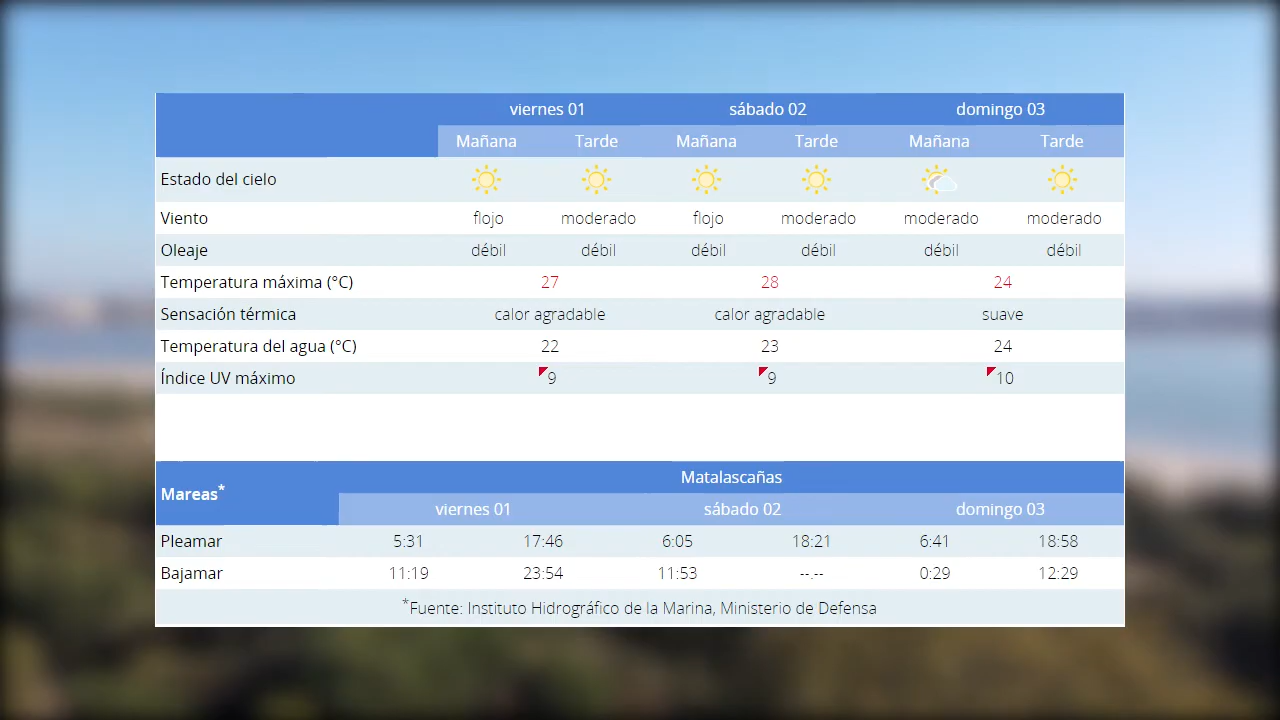 viernes 01 sábado 02 domingo 03
Mañana Tarde Mañana Tarde Mañana Tarde
Estado del cielo
Viento flojo moderado flojo moderado moderado moderado
Oleaje débil débil débil débil débil débil
Temperatura máxima (°C) 27 28 24
Sensación térmica calor agradable calor agradable suave
Temperatura del agua (°C) 22 23 24
Índice UV máximo 9 9 10
Mareas* Matalascañas
viernes 01 sábado 02 domingo 03
Pleamar 5:31 17:46 6:05 18:21 6:41 18:58
Bajamar 11:19 23:54 11:53 --.-- 0:29 12:29
*Fuente: Instituto Hidrográfico de la Marina, Ministerio de Defensa